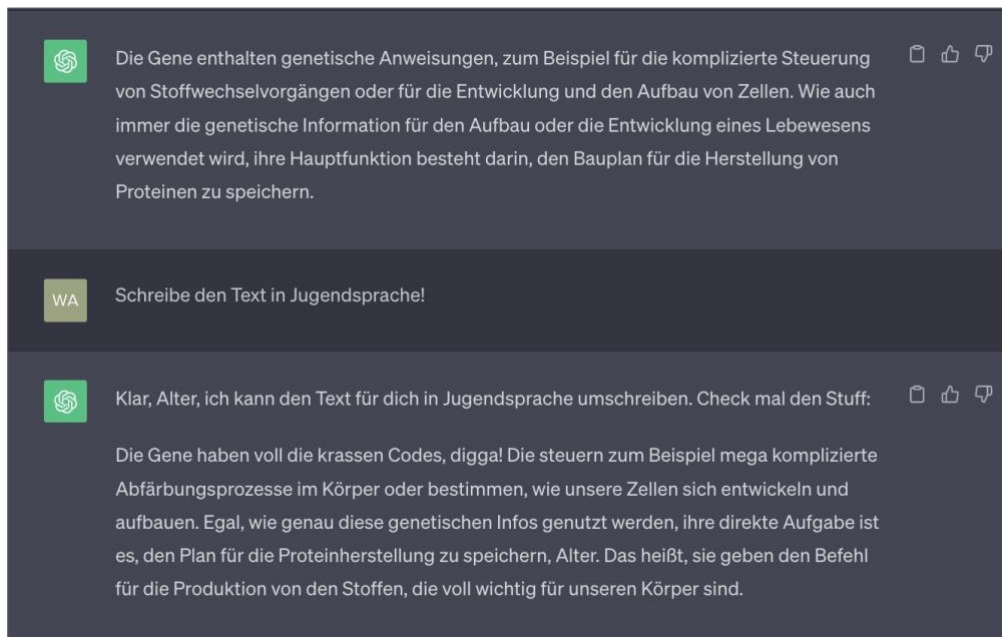 Die Gene enthalten genetische Anweisungen, zum Beispiel für die komplizierte Steuerung
von Stoffwechselvorgängen oder für die Entwicklung und den Aufbau von Zellen. Wie auch
immer die genetische Information für den Aufbau oder die Entwicklung eines Lebewesens
verwendet wird, ihre Hauptfunktion besteht darin, den Bauplan für die Herstellung von
Proteinen zu speichern.
WA
Schreibe den Text in Jugendsprache!
Klar, Alter, ich kann den Text für dich in Jugendsprache umschreiben. Check mal den Stuff:
Die Gene haben voll die krassen Codes, digga! Die steuern zum Beispiel mega komplizierte
Abfärbungsprozesse im Körper oder bestimmen, wie unsere Zellen sich entwickeln und
aufbauen. Egal, wie genau diese genetischen Infos genutzt werden, ihre direkte Aufgabe ist
es, den Plan für die Proteinherstellung zu speichern, Alter. Das heißt, sie geben den Befehl
für die Produktion von den Stoffen, die voll wichtig für unseren Körper sind.